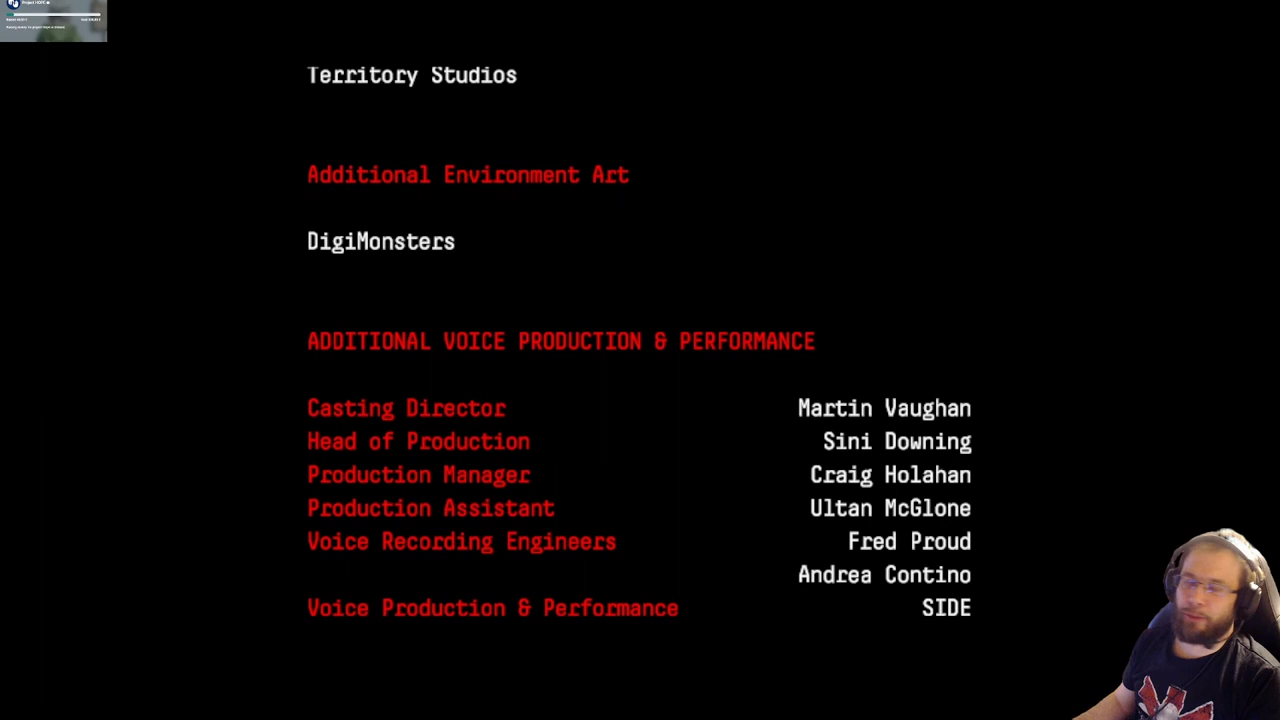 Project HOPE
Territory Studios
Additional Environment Art
DigiMonsters
ADDITIONAL VOICE PRODUCTION & PERFORMANCE
Casting Director Martin Vaughan
Head of Production Sini Downing
Production Manager Craig Holahan
Production Assistant Ultan McGlone
Voice Recording Engineers Fred Proud
Andrea Contino
Voice Production & Performance SIDE